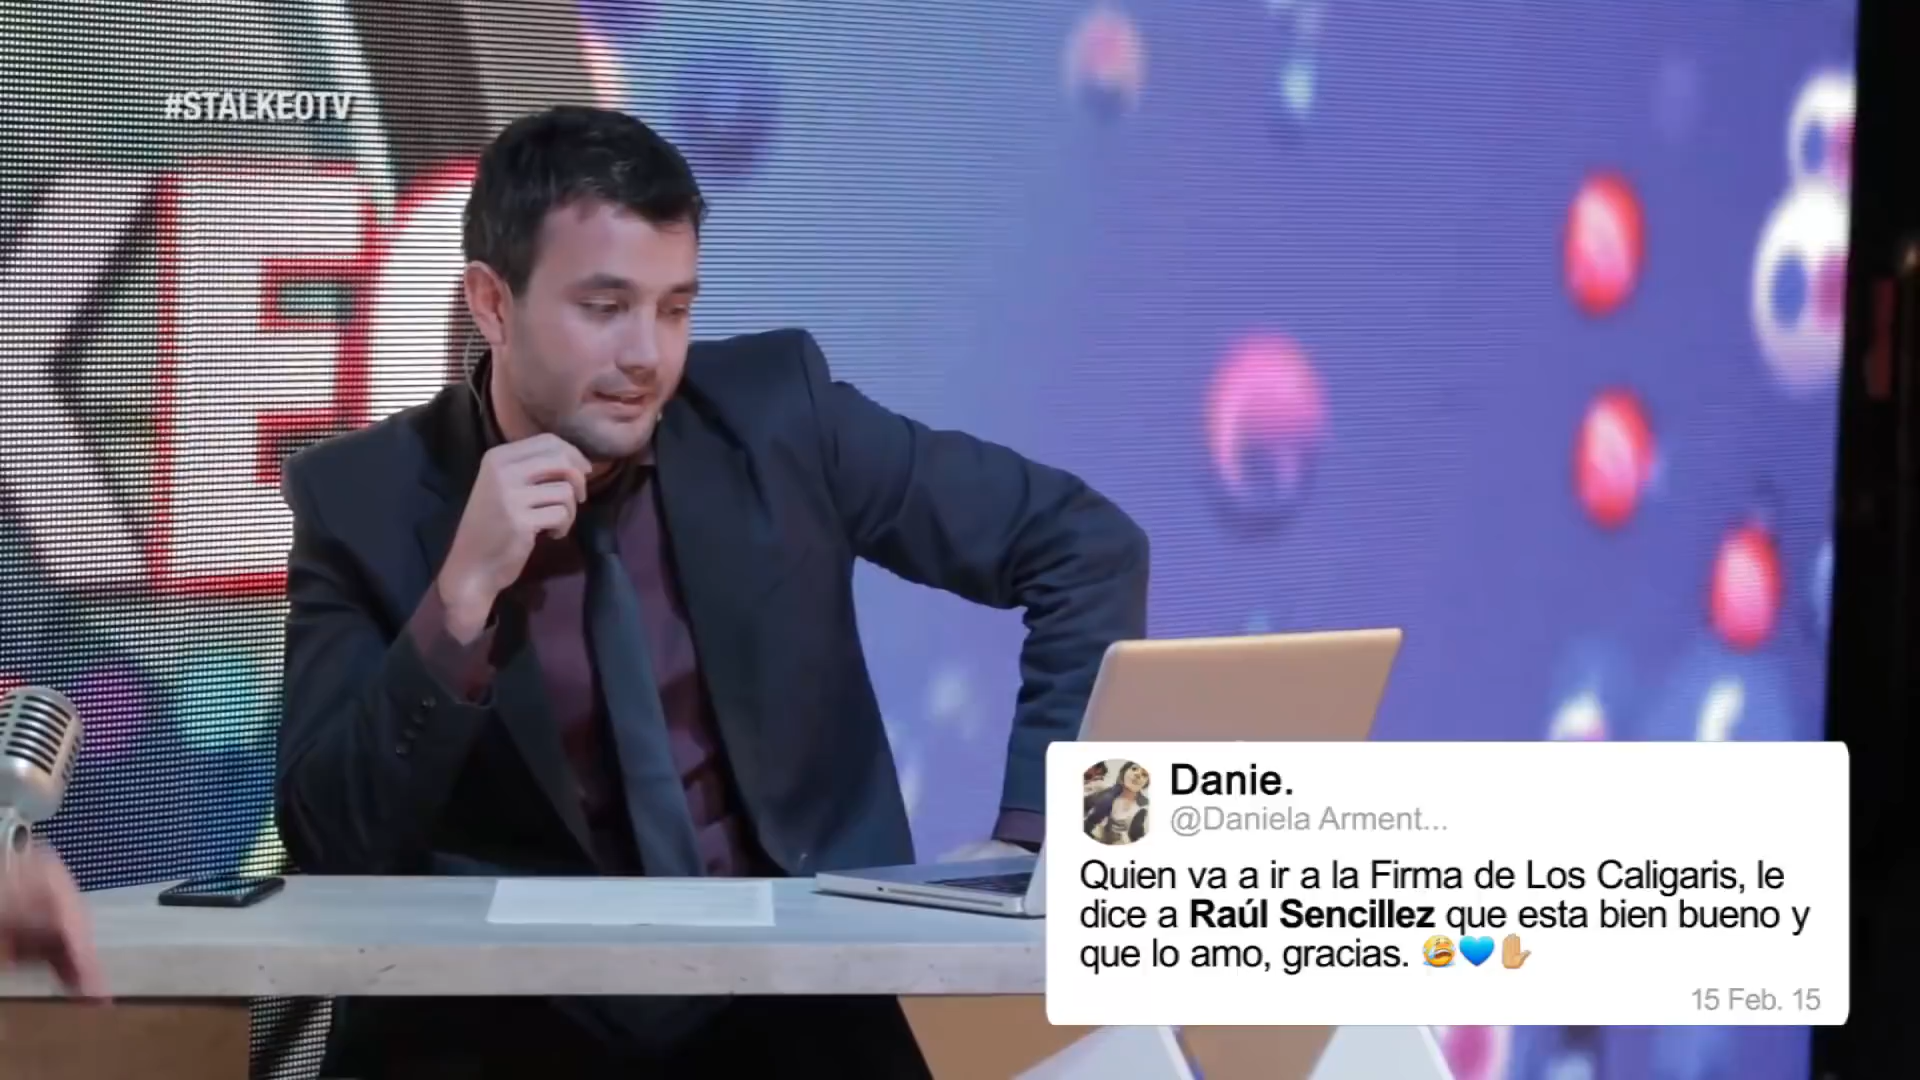 #STALKEOTV
EO
Danie.
@Daniela Arment...
Quien va a ir a la Firma de Los Caligaris, le
dice a Raúl Sencillez que esta bien bueno y
que lo amo, gracias. 😭💙✋
15 Feb. 15